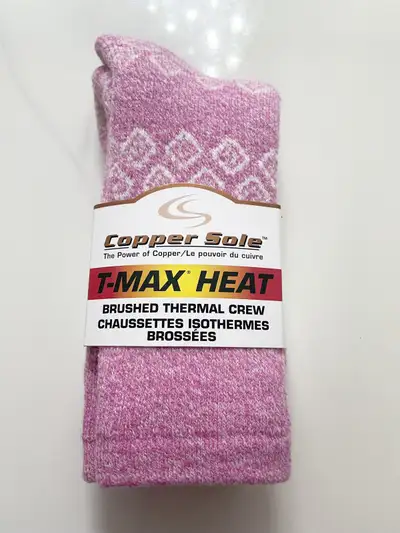 Copper Sole™
The Power of Copper/Le pouvoir du cuivre
T-MAX® HEAT
BRUSHED THERMAL CREW
CHAUSSETTES ISOTHERMES
BROSSÉES